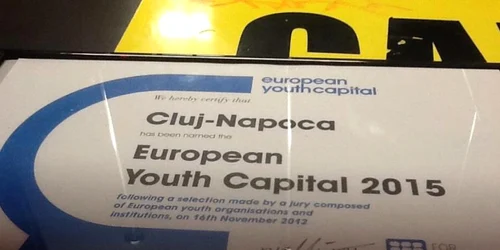 european
youthcapital
We hereby certify that
Cluj-Napoca
has been named the
European
Youth Capital 2015
following a selection made by a jury composed
of European youth organisations and
institutions, on 16th November 2012
FOR